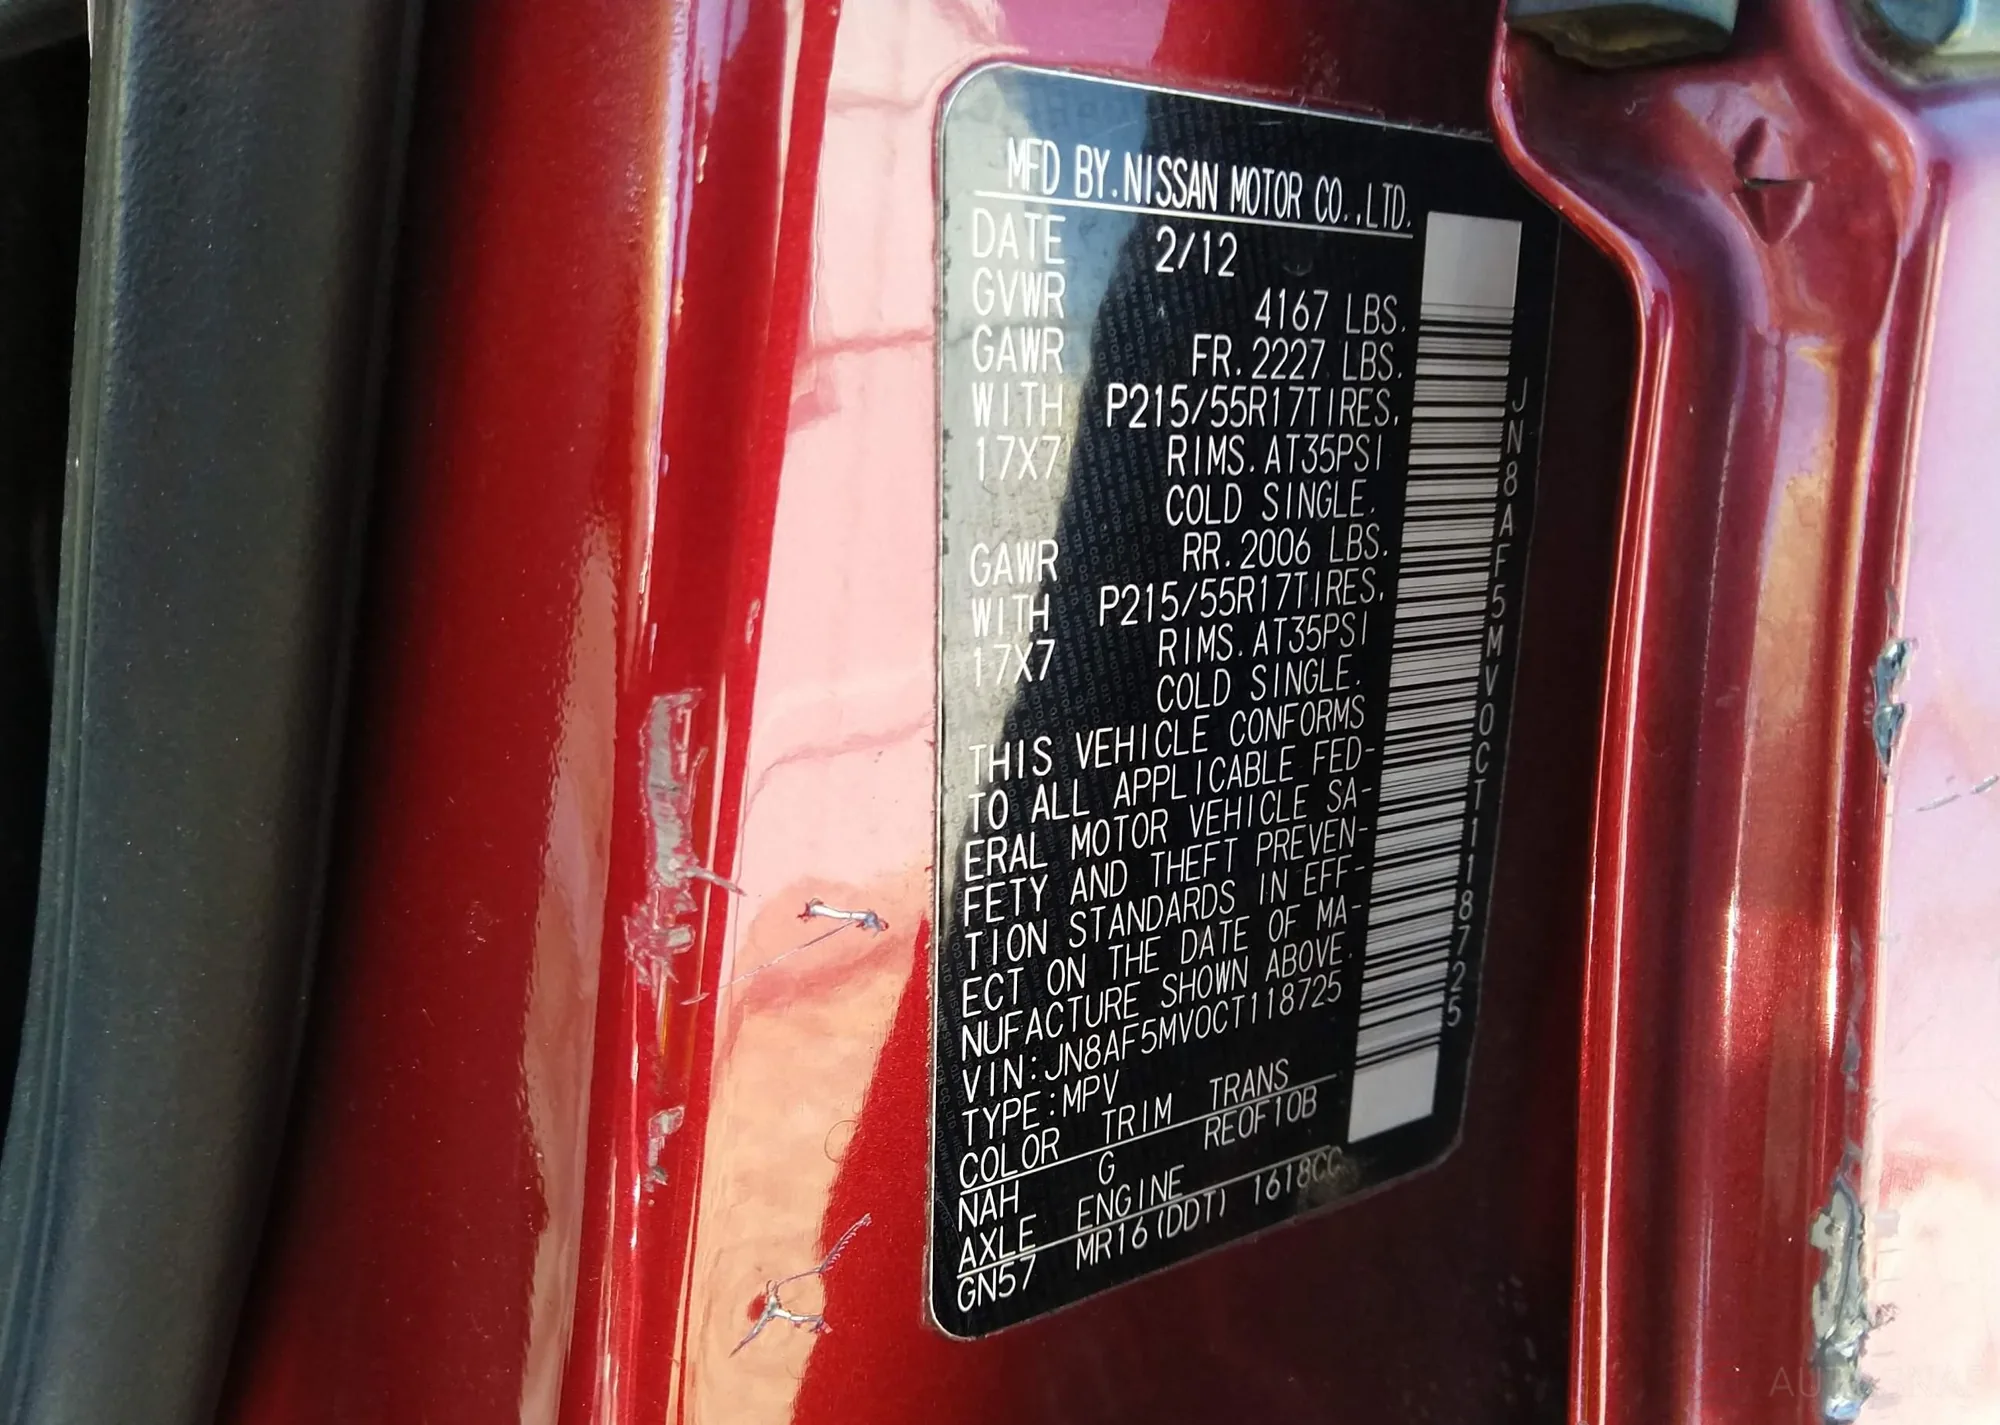 MFD BY.NISSAN MOTOR CO.,LTD.
DATE 2/12
GVWR 4167 LBS.
GAWR FR.2227 LBS.
WITH P215/55R17TIRES,
17X7 RIMS.AT35PSI
COLD SINGLE.
GAWR RR.2006 LBS.
WITH P215/55R17TIRES,
17X7 RIMS.AT35PSI
COLD SINGLE.
THIS VEHICLE CONFORMS
TO ALL APPLICABLE FED-
ERAL MOTOR VEHICLE SA-
FETY AND THEFT PREVEN-
TION STANDARDS IN EFF-
ECT ON THE DATE OF MA-
NUFACTURE SHOWN ABOVE.
VIN:JN8AF5MV0CT118725
TYPE:MPV
COLOR TRIM TRANS
NAH G RE0F10B
AXLE ENGINE
GN57 MR16(DDT) 1618CC
JN8AF5MV0CT118725